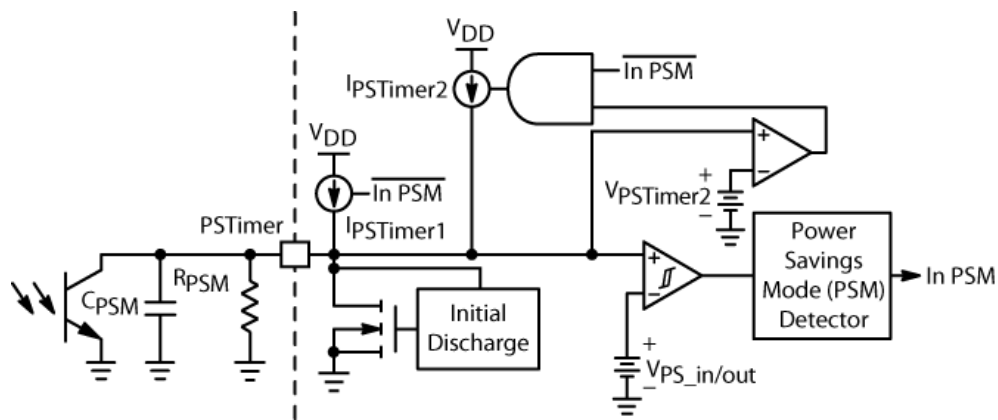 VDD
IPSTimer2
In PSM
VDD
In PSM
IPSTimer1
PSTimer
+
−
+
VPSTimer2
−
RPSM
CPSM
+
−
Power
Savings
Mode (PSM)
Detector
In PSM
Initial
Discharge
+
VPS_in/out
−